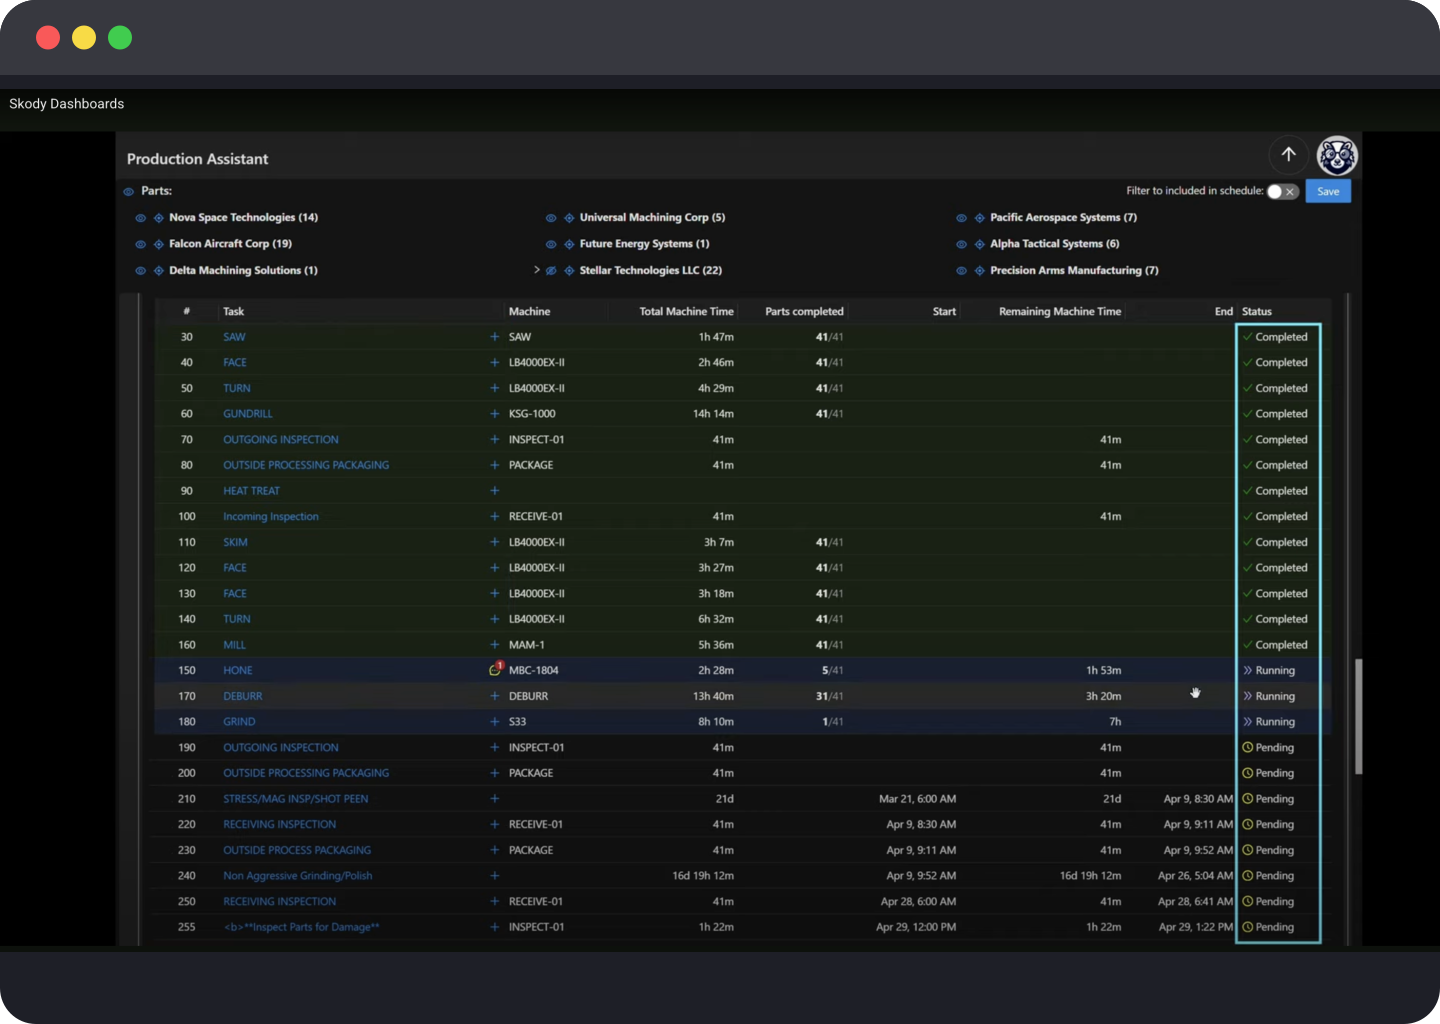 Skody Dashboards
Production Assistant
Parts: Filter to included in schedule: Save
Nova Space Technologies (14) Universal Machining Corp (5) Pacific Aerospace Systems (7)
Falcon Aircraft Corp (19) Future Energy Systems (1) Alpha Tactical Systems (6)
Delta Machining Solutions (1) Stellar Technologies LLC (22) Precision Arms Manufacturing (7)
# Task Machine Total Machine Time Parts completed Start Remaining Machine Time End Status
30 SAW SAW 1h 47m 41/41 Completed
40 FACE LB4000EX-II 2h 46m 41/41 Completed
50 TURN LB4000EX-II 4h 29m 41/41 Completed
60 GUNDRILL KSG-1000 14h 14m 41/41 Completed
70 OUTGOING INSPECTION INSPECT-01 41m 41m Completed
80 OUTSIDE PROCESSING PACKAGING PACKAGE 41m 41m Completed
90 HEAT TREAT Completed
100 Incoming Inspection RECEIVE-01 41m 41m Completed
110 SKIM LB4000EX-II 3h 7m 41/41 Completed
120 FACE LB4000EX-II 3h 27m 41/41 Completed
130 FACE LB4000EX-II 3h 18m 41/41 Completed
140 TURN LB4000EX-II 6h 32m 41/41 Completed
160 MILL MAM-1 5h 36m 41/41 Completed
150 HONE 1 MBC-1804 2h 28m 5/41 1h 53m Running
170 DEBURR DEBURR 13h 40m 31/41 3h 20m Running
180 GRIND S33 8h 10m 1/41 7h Running
190 OUTGOING INSPECTION INSPECT-01 41m 41m Pending
200 OUTSIDE PROCESSING PACKAGING PACKAGE 41m 41m Pending
210 STRESS/MAG INSP/SHOT PEEN 21d Mar 21, 6:00 AM 21d Apr 9, 8:30 AM Pending
220 RECEIVING INSPECTION RECEIVE-01 41m Apr 9, 8:30 AM 41m Apr 9, 9:11 AM Pending
230 OUTSIDE PROCESS PACKAGING PACKAGE 41m Apr 9, 9:11 AM 41m Apr 9, 9:52 AM Pending
240 Non Aggressive Grinding/Polish 16d 19h 12m Apr 9, 9:52 AM 16d 19h 12m Apr 26, 5:04 AM Pending
250 RECEIVING INSPECTION RECEIVE-01 41m Apr 28, 6:00 AM 41m Apr 28, 6:41 AM Pending
255 <b>**Inspect Parts for Damage** INSPECT-01 1h 22m Apr 29, 12:00 PM 1h 22m Apr 29, 1:22 PM Pending